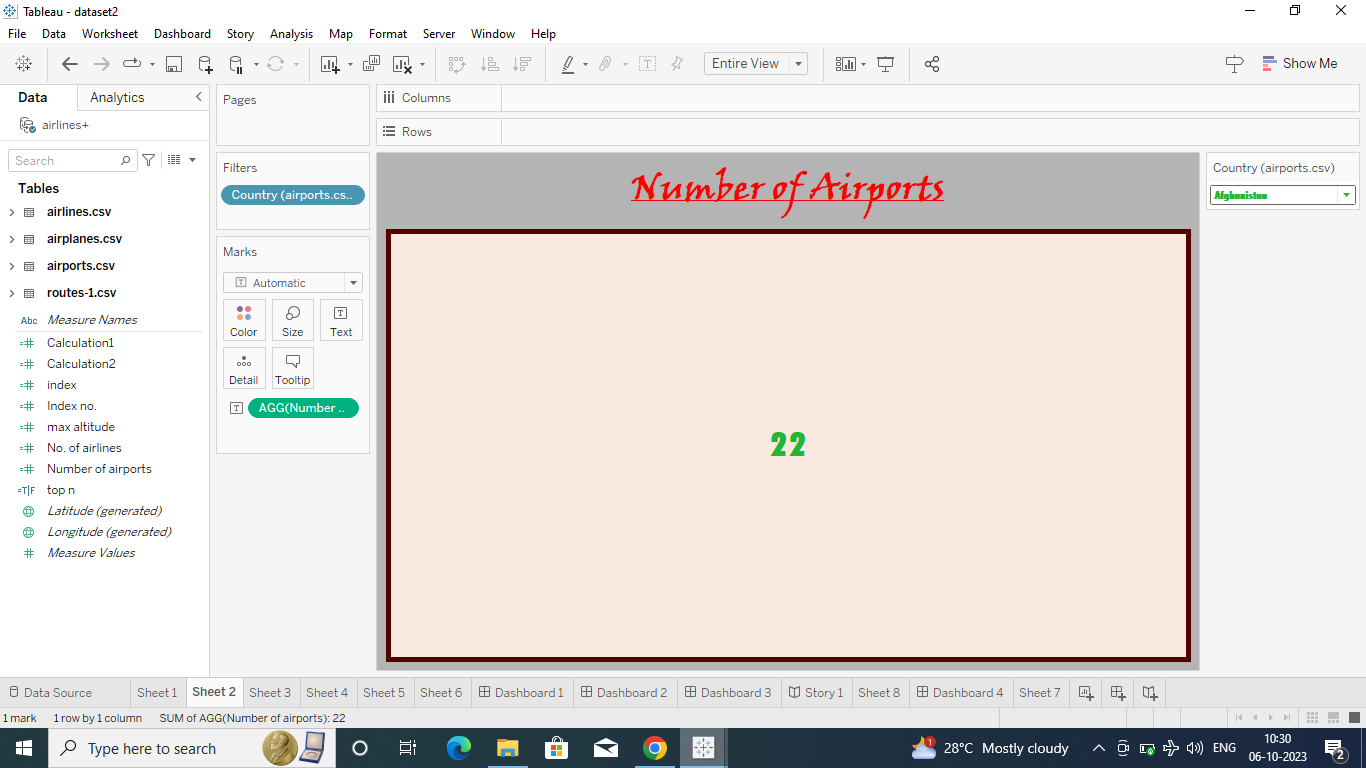 Tableau - dataset2
File Data Worksheet Dashboard Story Analysis Map Format Server Window Help
Entire View
Show Me
Data Analytics
airlines+
Search
Tables
airlines.csv
airplanes.csv
airports.csv
routes-1.csv
Abc Measure Names
Calculation1
Calculation2
index
Index no.
max altitude
No. of airlines
Number of airports
T|F top n
Latitude (generated)
Longitude (generated)
Measure Values
Pages
Filters
Country (airports.cs..
Marks
T Automatic
Color Size Text
Detail Tooltip
T AGG(Number ..
Columns
Rows
Number of Airports
22
Country (airports.csv)
Afghanistan
Data Source Sheet 1 Sheet 2 Sheet 3 Sheet 4 Sheet 5 Sheet 6 Dashboard 1 Dashboard 2 Dashboard 3 Story 1 Sheet 8 Dashboard 4 Sheet 7
1 mark 1 row by 1 column SUM of AGG(Number of airports): 22
Type here to search
1 28°C Mostly cloudy ENG 10:30
06-10-2023 2